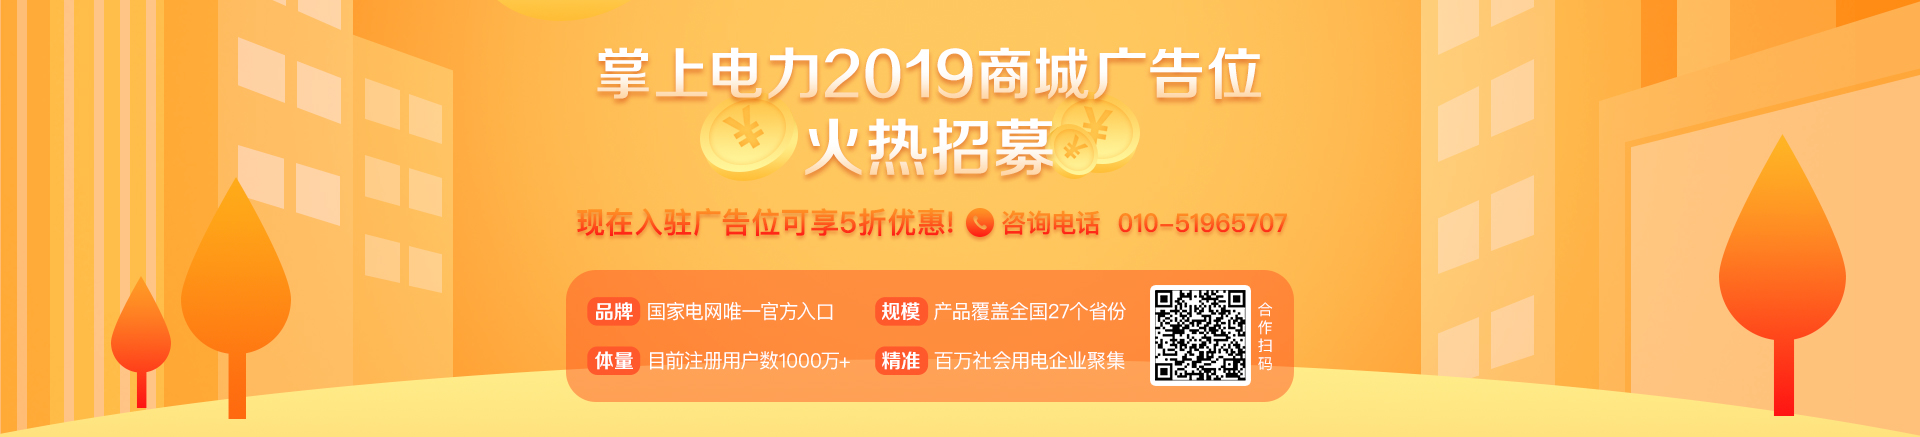 掌上电力2019商城广告位
火热招募
现在入驻广告位可享5折优惠! 咨询电话 010-51965707
品牌 国家电网唯一官方入口 规模 产品覆盖全国27个省份
体量 目前注册用户数1000万+ 精准 百万社会用电企业聚集
合作扫码